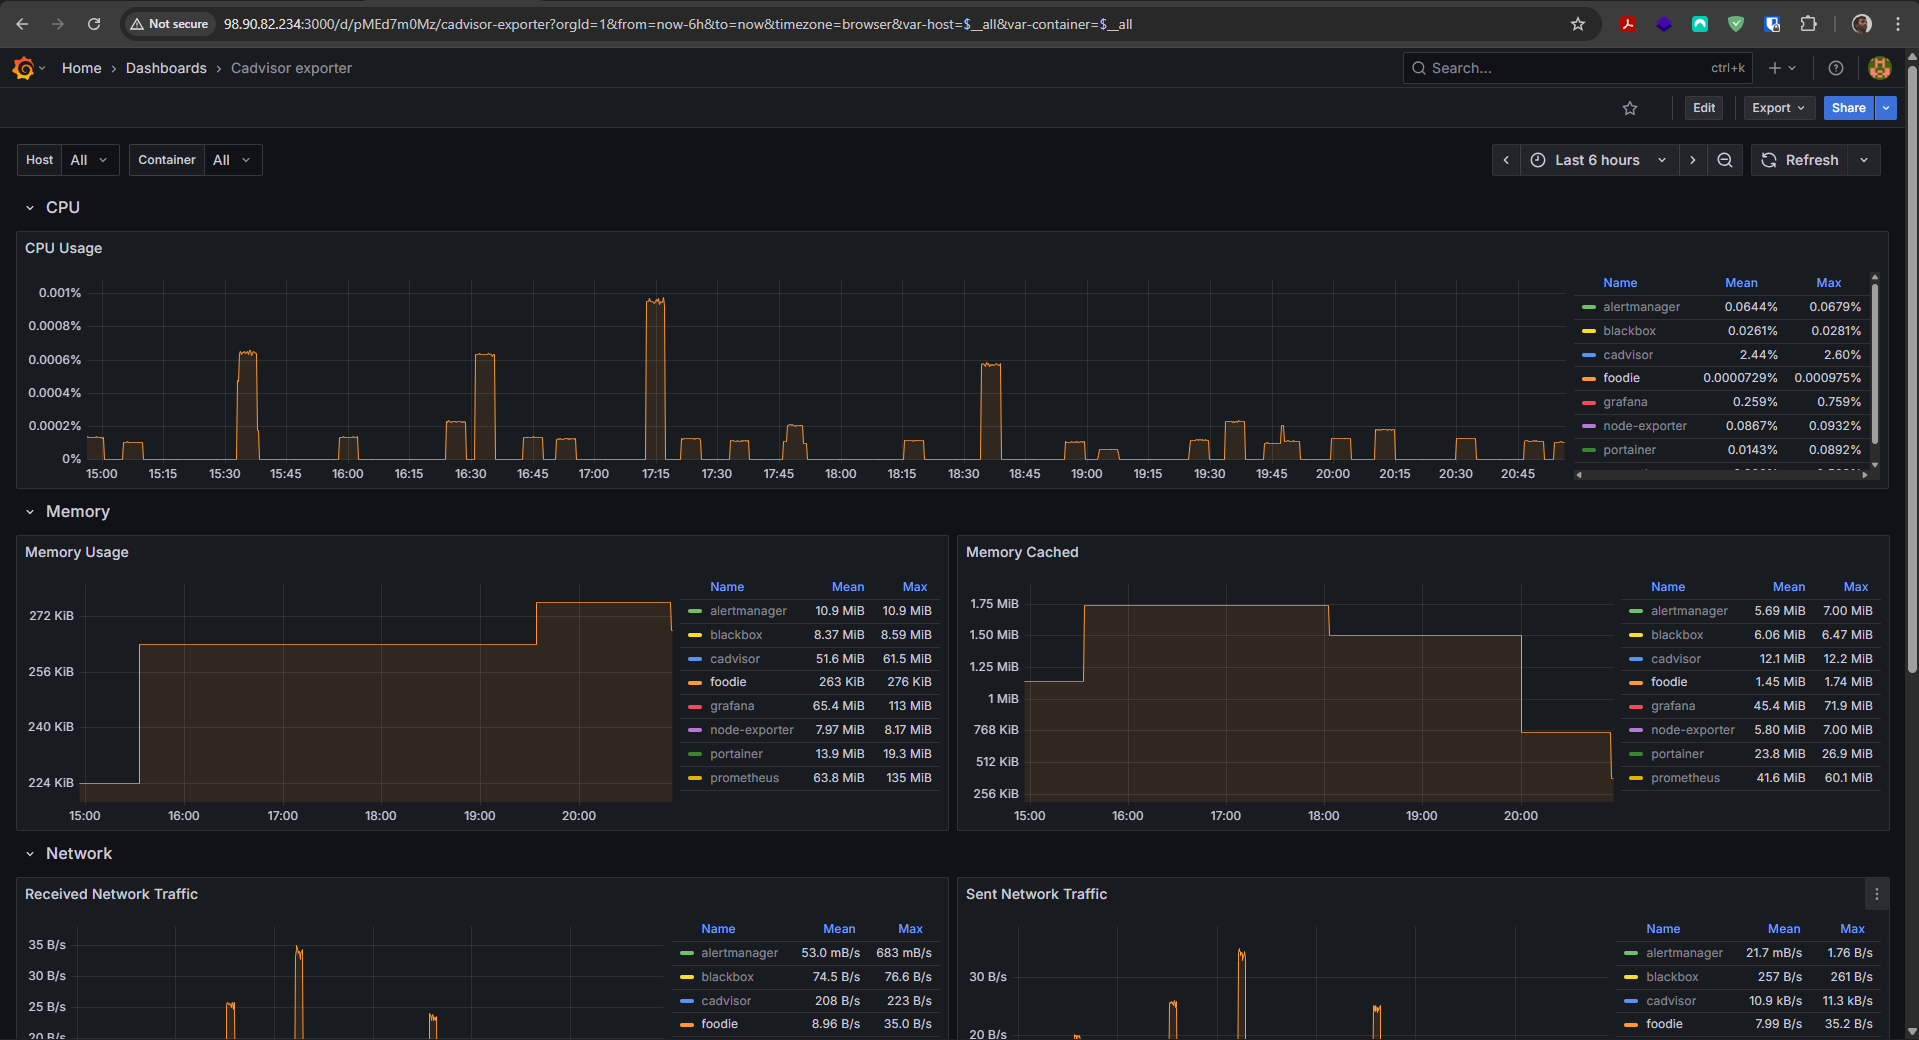 Not secure 98.90.82.234:3000/d/pMEd7m0Mz/cadvisor-exporter?orgId=1&from=now-6h&to=now&timezone=browser&var-host=$__all&var-container=$__all
Home › Dashboards › Cadvisor exporter
Search... ctrl+k
Edit Export Share
Host All Container All
Last 6 hours Refresh
CPU
CPU Usage
0.001%
0.0008%
0.0006%
0.0004%
0.0002%
0%
15:00 15:15 15:30 15:45 16:00 16:15 16:30 16:45 17:00 17:15 17:30 17:45 18:00 18:15 18:30 18:45 19:00 19:15 19:30 19:45 20:00 20:15 20:30 20:45
Name Mean Max
alertmanager 0.0644% 0.0679%
blackbox 0.0261% 0.0281%
cadvisor 2.44% 2.60%
foodie 0.0000729% 0.000975%
grafana 0.259% 0.759%
node-exporter 0.0867% 0.0932%
portainer 0.0143% 0.0892%
Memory
Memory Usage
272 KiB
256 KiB
240 KiB
224 KiB
15:00 16:00 17:00 18:00 19:00 20:00
Name Mean Max
alertmanager 10.9 MiB 10.9 MiB
blackbox 8.37 MiB 8.59 MiB
cadvisor 51.6 MiB 61.5 MiB
foodie 263 KiB 276 KiB
grafana 65.4 MiB 113 MiB
node-exporter 7.97 MiB 8.17 MiB
portainer 13.9 MiB 19.3 MiB
prometheus 63.8 MiB 135 MiB
Memory Cached
1.75 MiB
1.50 MiB
1.25 MiB
1 MiB
768 KiB
512 KiB
256 KiB
15:00 16:00 17:00 18:00 19:00 20:00
Name Mean Max
alertmanager 5.69 MiB 7.00 MiB
blackbox 6.06 MiB 6.47 MiB
cadvisor 12.1 MiB 12.2 MiB
foodie 1.45 MiB 1.74 MiB
grafana 45.4 MiB 71.9 MiB
node-exporter 5.80 MiB 7.00 MiB
portainer 23.8 MiB 26.9 MiB
prometheus 41.6 MiB 60.1 MiB
Network
Received Network Traffic
35 B/s
30 B/s
25 B/s
20 B/s
Name Mean Max
alertmanager 53.0 mB/s 683 mB/s
blackbox 74.5 B/s 76.6 B/s
cadvisor 208 B/s 223 B/s
foodie 8.96 B/s 35.0 B/s
Sent Network Traffic
30 B/s
20 B/s
Name Mean Max
alertmanager 21.7 mB/s 1.76 B/s
blackbox 257 B/s 261 B/s
cadvisor 10.9 kB/s 11.3 kB/s
foodie 7.99 B/s 35.2 B/s